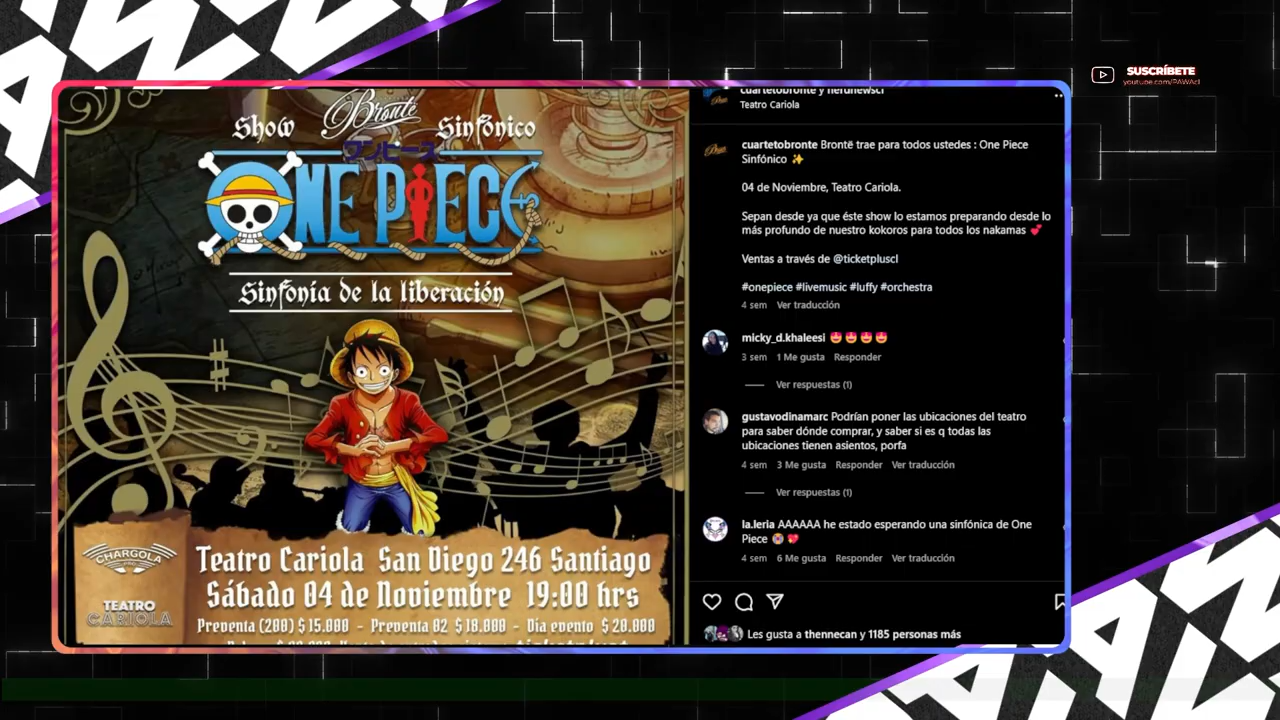 SUSCRÍBETE
youtube.com/PAWAcl
Bronte
Show Sinfónico
ワンピース
ONE PIECE
Sinfonía de la liberación
CHARGOLA
TEATRO
CARIOLA
Teatro Cariola San Diego 246 Santiago
Sábado 04 de Noviembre 19:00 hrs
Preventa (200) $15.000 - Preventa 02 $18.000 - Día evento $20.000
cuartetobronte y nerdnewscl
Teatro Cariola
cuartetobronte Brontë trae para todos ustedes : One Piece
Sinfónico ✨
04 de Noviembre, Teatro Cariola.
Sepan desde ya que éste show lo estamos preparando desde lo
más profundo de nuestro kokoros para todos los nakamas 💕
Ventas a través de @ticketpluscl
#onepiece #livemusic #luffy #orchestra
4 sem Ver traducción
micky_d.khaleesi 🤩🤩🤩🤩
3 sem 1 Me gusta Responder
Ver respuestas (1)
gustavodinamarc Podrían poner las ubicaciones del teatro
para saber dónde comprar, y saber si es q todas las
ubicaciones tienen asientos, porfa
4 sem 3 Me gusta Responder Ver traducción
Ver respuestas (1)
la.leria AAAAAA he estado esperando una sinfónica de One
Piece 😭💖
4 sem 6 Me gusta Responder Ver traducción
Les gusta a thennecan y 1185 personas más